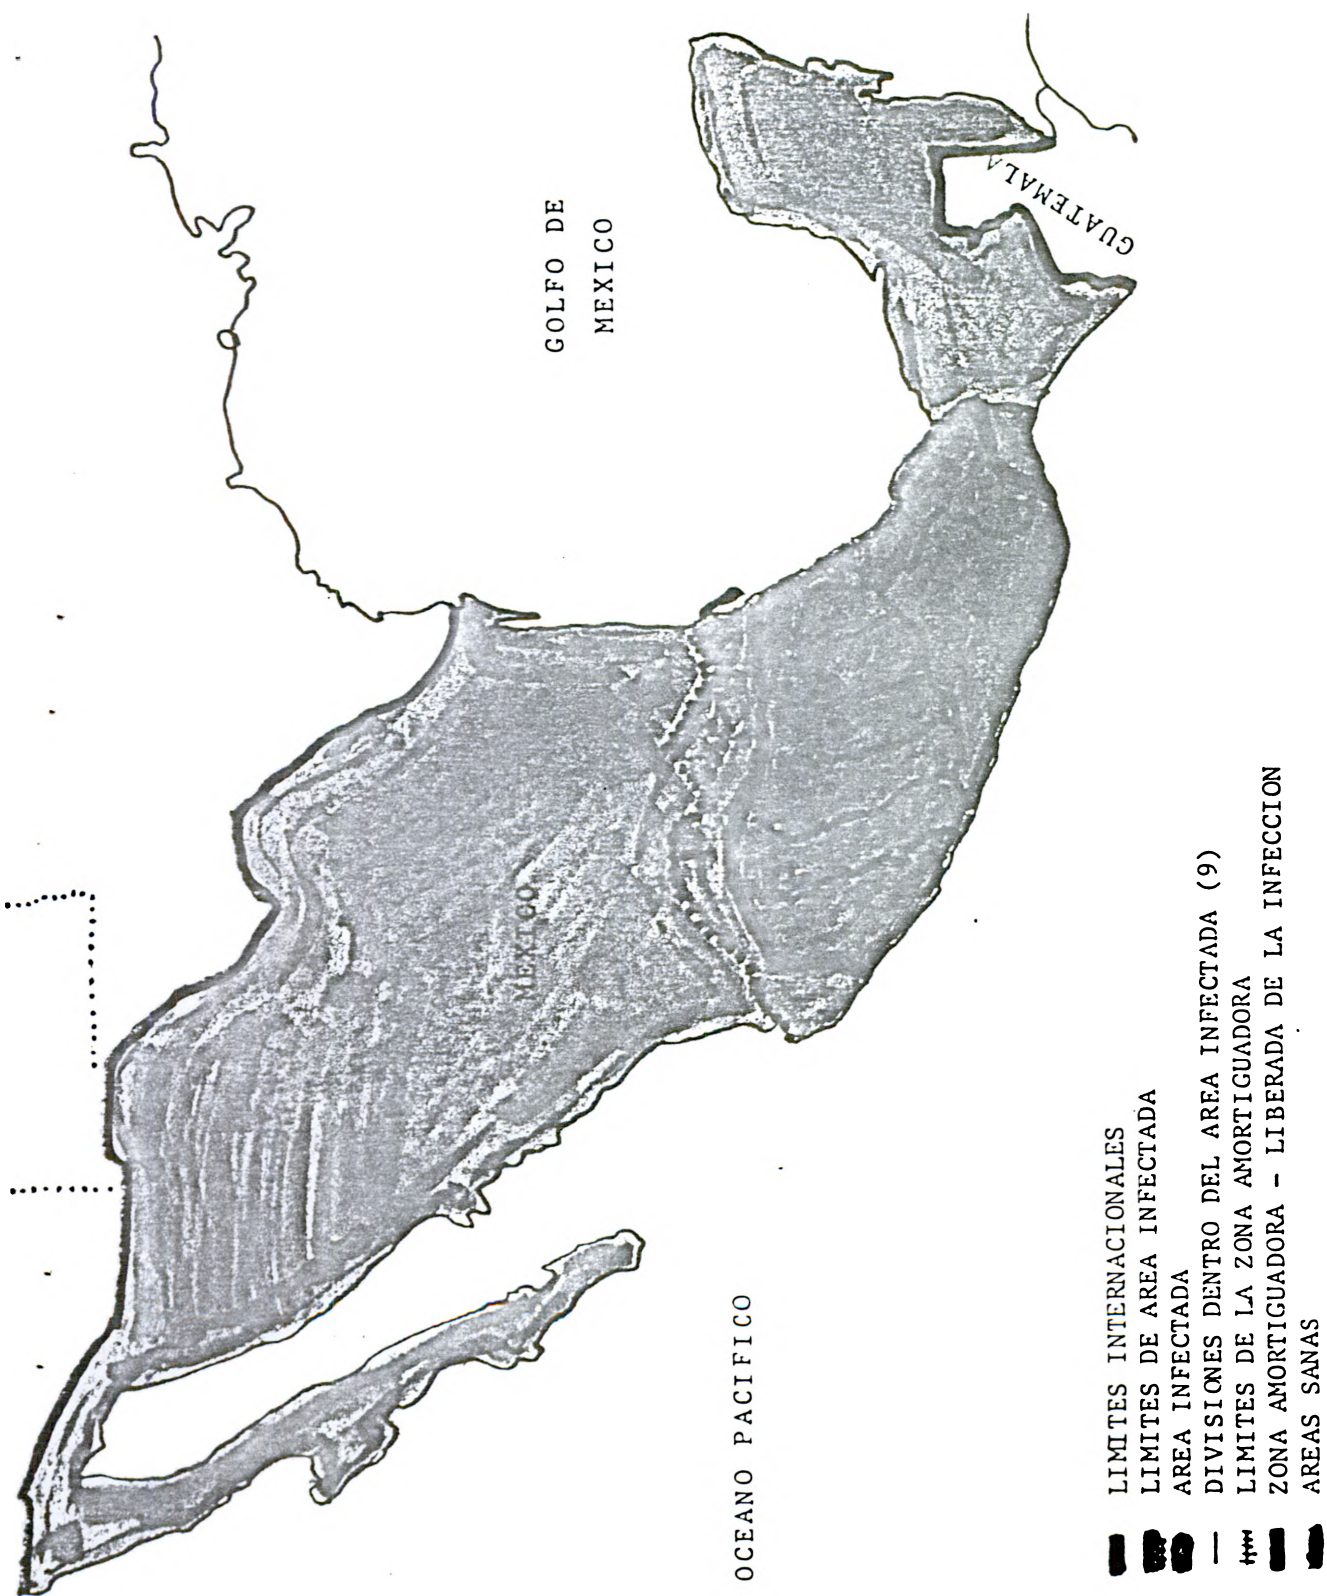 GOLFO DE
MEXICO
GUATEMALA
MEXICO
OCEANO PACIFICO
LIMITES INTERNACIONALES
LIMITES DE AREA INFECTADA
AREA INFECTADA
DIVISIONES DENTRO DEL AREA INFECTADA (9)
LIMITES DE LA ZONA AMORTIGUADORA
ZONA AMORTIGUADORA - LIBERADA DE LA INFECCION
AREAS SANAS